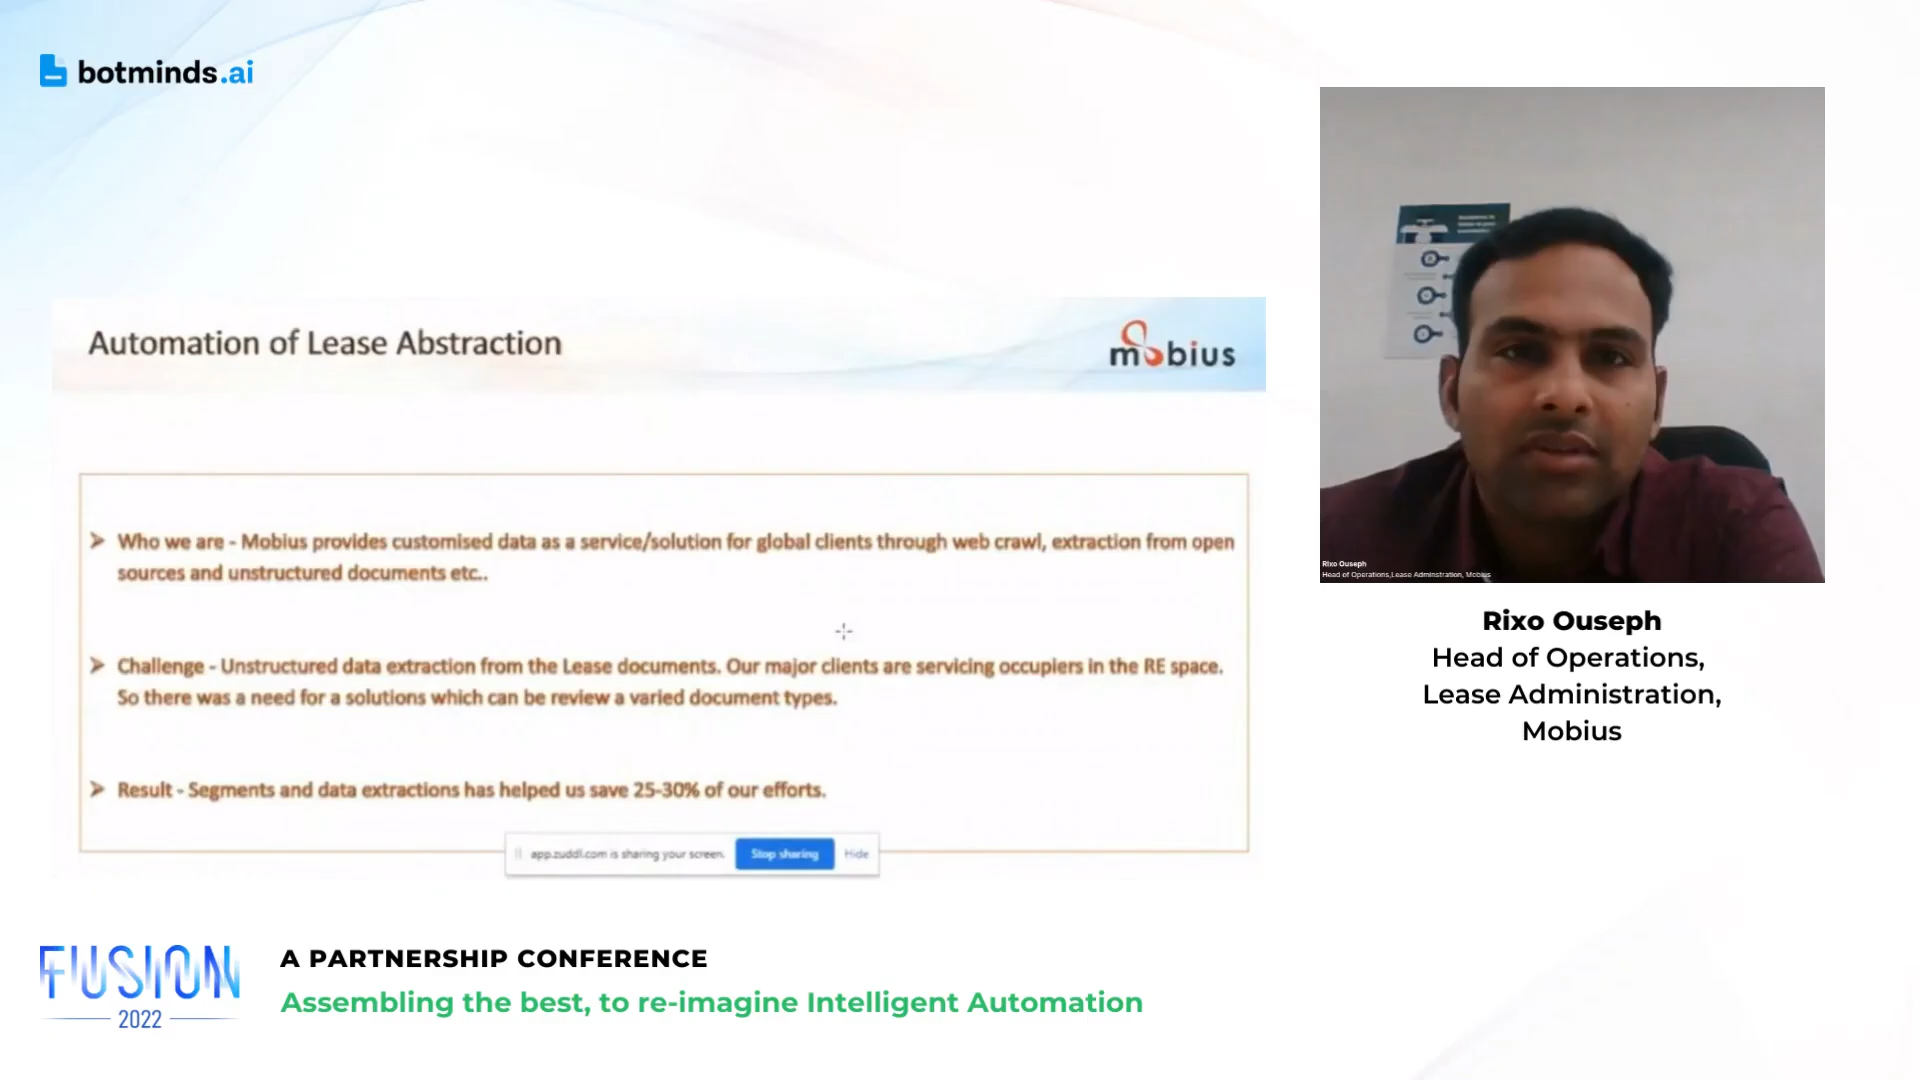 botminds.ai
Automation of Lease Abstraction
mobius
➤ Who we are - Mobius provides customised data as a service/solution for global clients through web crawl, extraction from open
sources and unstructured documents etc..
➤ Challenge - Unstructured data extraction from the Lease documents. Our major clients are servicing occupiers in the RE space.
So there was a need for a solutions which can be review a varied document types.
➤ Result - Segments and data extractions has helped us save 25-30% of our efforts.
app.zuddl.com is sharing your screen. Stop sharing Hide
Rixo Ouseph
Head of Operations,Lease Adminstration, Mobius
Rixo Ouseph
Head of Operations,
Lease Administration,
Mobius
FUSION
2022
A PARTNERSHIP CONFERENCE
Assembling the best, to re-imagine Intelligent Automation